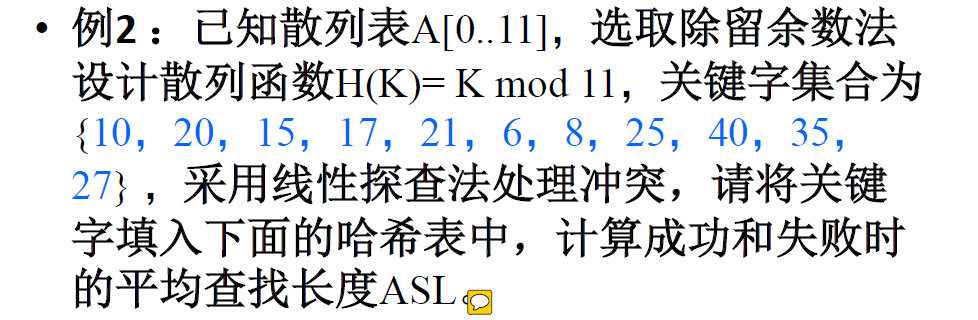 • 例2：已知散列表A[0..11]，选取除留余数法
设计散列函数H(K)= K mod 11，关键字集合为
{10，20，15，17，21，6，8，25，40，35，
27}，采用线性探查法处理冲突，请将关键
字填入下面的哈希表中，计算成功和失败时
的平均查找长度ASL。